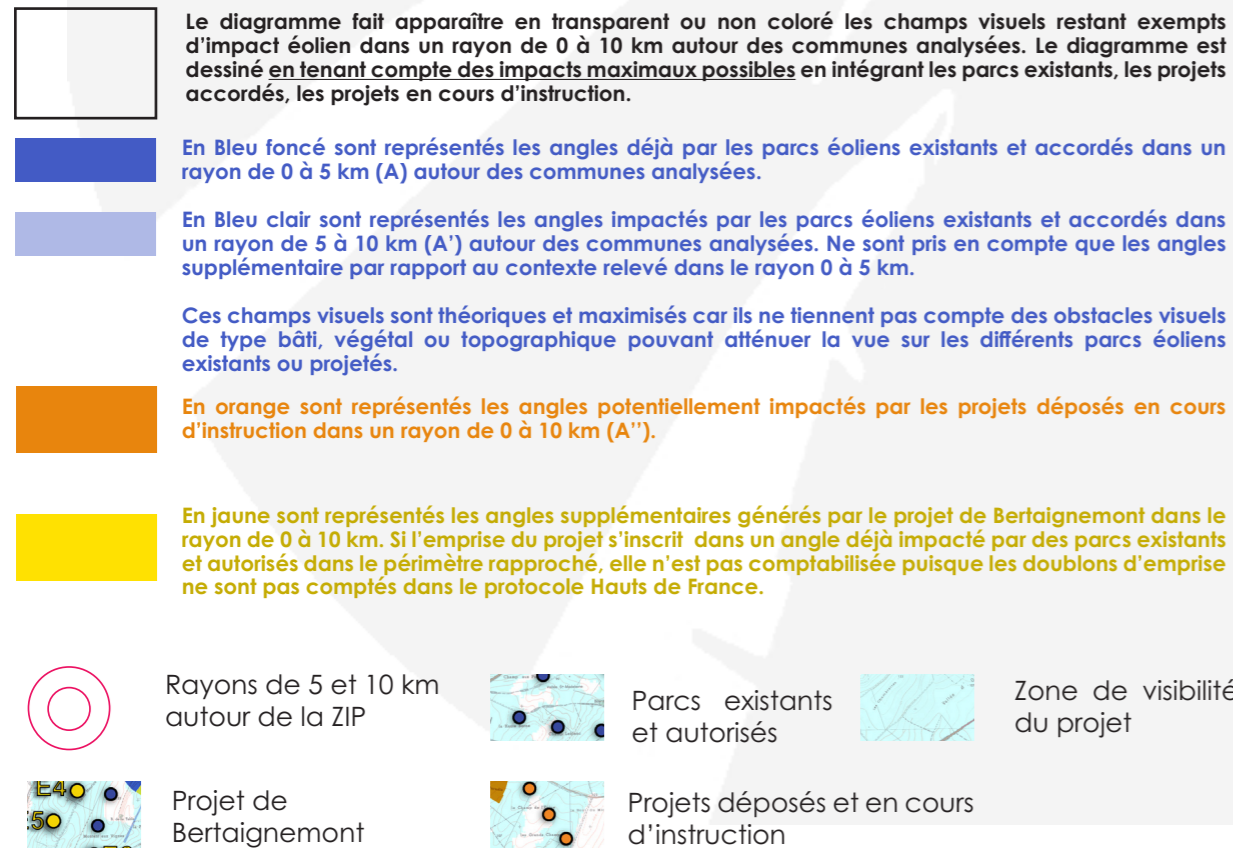 Le diagramme fait apparaître en transparent ou non coloré les champs visuels restant exempts
d'impact éolien dans un rayon de 0 à 10 km autour des communes analysées. Le diagramme est
dessiné en tenant compte des impacts maximaux possibles en intégrant les parcs existants, les projets
accordés, les projets en cours d'instruction.
En Bleu foncé sont représentés les angles déjà par les parcs éoliens existants et accordés dans un
rayon de 0 à 5 km (A) autour des communes analysées.
En Bleu clair sont représentés les angles impactés par les parcs éoliens existants et accordés dans
un rayon de 5 à 10 km (A') autour des communes analysées. Ne sont pris en compte que les angles
supplémentaire par rapport au contexte relevé dans le rayon 0 à 5 km.
Ces champs visuels sont théoriques et maximisés car ils ne tiennent pas compte des obstacles visuels
de type bâti, végétal ou topographique pouvant atténuer la vue sur les différents parcs éoliens
existants ou projetés.
En orange sont représentés les angles potentiellement impactés par les projets déposés en cours
d'instruction dans un rayon de 0 à 10 km (A'').
En jaune sont représentés les angles supplémentaires générés par le projet de Bertaignemont dans le
rayon de 0 à 10 km. Si l'emprise du projet s'inscrit dans un angle déjà impacté par des parcs existants
et autorisés dans le périmètre rapproché, elle n'est pas comptabilisée puisque les doublons d'emprise
ne sont pas comptés dans le protocole Hauts de France.
Rayons de 5 et 10 km
autour de la ZIP
Parcs existants
et autorisés
Zone de visibilité
du projet
E4
Projet de
Bertaignemont
Projets déposés et en cours
d'instruction